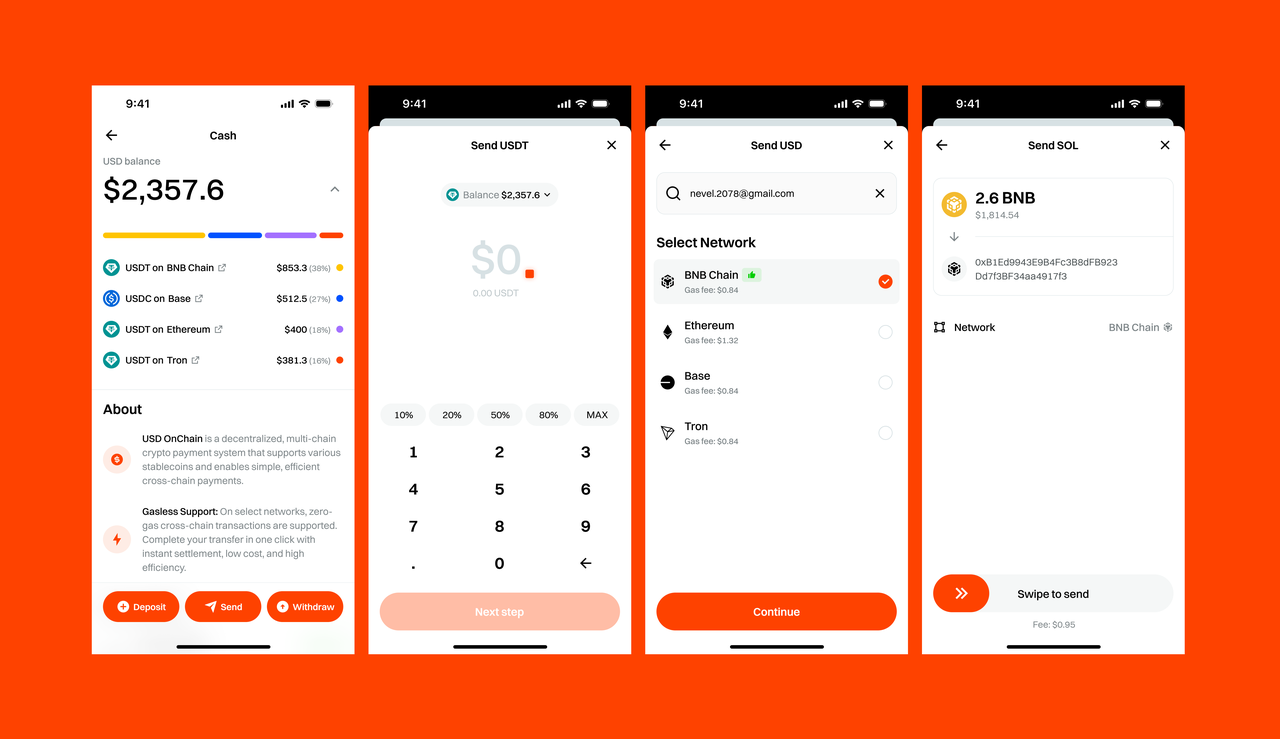 9:41
Cash
USD balance
$2,357.6
USDT on BNB Chain $853.3 (38%)
USDC on Base $512.5 (27%)
USDT on Ethereum $400 (18%)
USDT on Tron $381.3 (16%)
About
USD OnChain is a decentralized, multi-chain
crypto payment system that supports various
stablecoins and enables simple, efficient
cross-chain payments.
Gasless Support: On select networks, zero-
gas cross-chain transactions are supported.
Complete your transfer in one click with
instant settlement, low cost, and high
efficiency.
Deposit Send Withdraw
9:41
Send USDT
Balance $2,357.6
$0
0.00 USDT
10% 20% 50% 80% MAX
1 2 3
4 5 6
7 8 9
. 0
Next step
9:41
Send USD
nevel.2078@gmail.com
Select Network
BNB Chain
Gas fee: $0.84
Ethereum
Gas fee: $1.32
Base
Gas fee: $0.84
Tron
Gas fee: $0.84
Continue
9:41
Send SOL
2.6 BNB
$1,814.54
0xB1Ed9943E9B4Fc3B8dFB923
Dd7f3BF34aa4917f3
Network BNB Chain
Swipe to send
Fee: $0.95